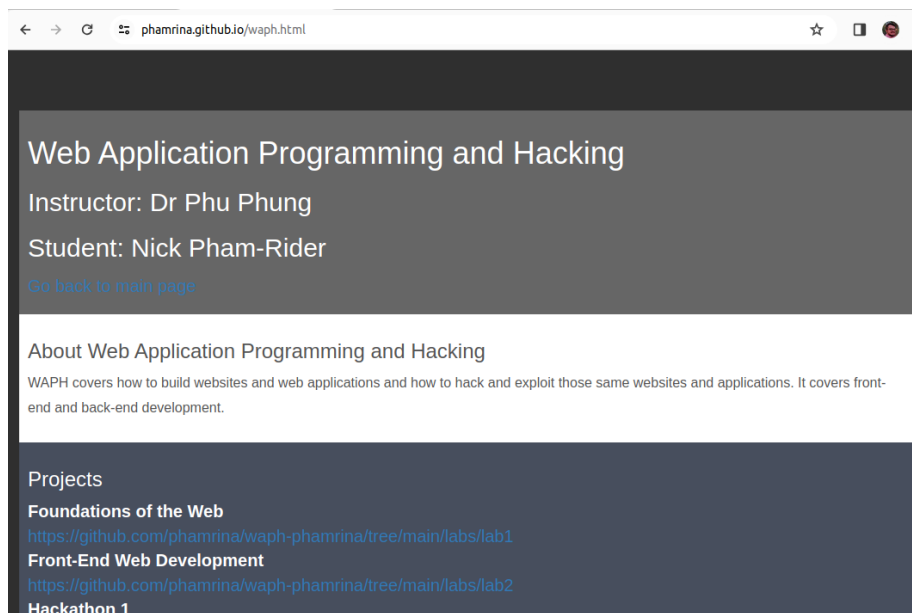 phamrina.github.io/waph.html
Web Application Programming and Hacking
Instructor: Dr Phu Phung
Student: Nick Pham-Rider
Go back to main page
About Web Application Programming and Hacking
WAPH covers how to build websites and web applications and how to hack and exploit those same websites and applications. It covers front-
end and back-end development.
Projects
Foundations of the Web
https://github.com/phamrina/waph-phamrina/tree/main/labs/lab1
Front-End Web Development
https://github.com/phamrina/waph-phamrina/tree/main/labs/lab2
Hackathon 1